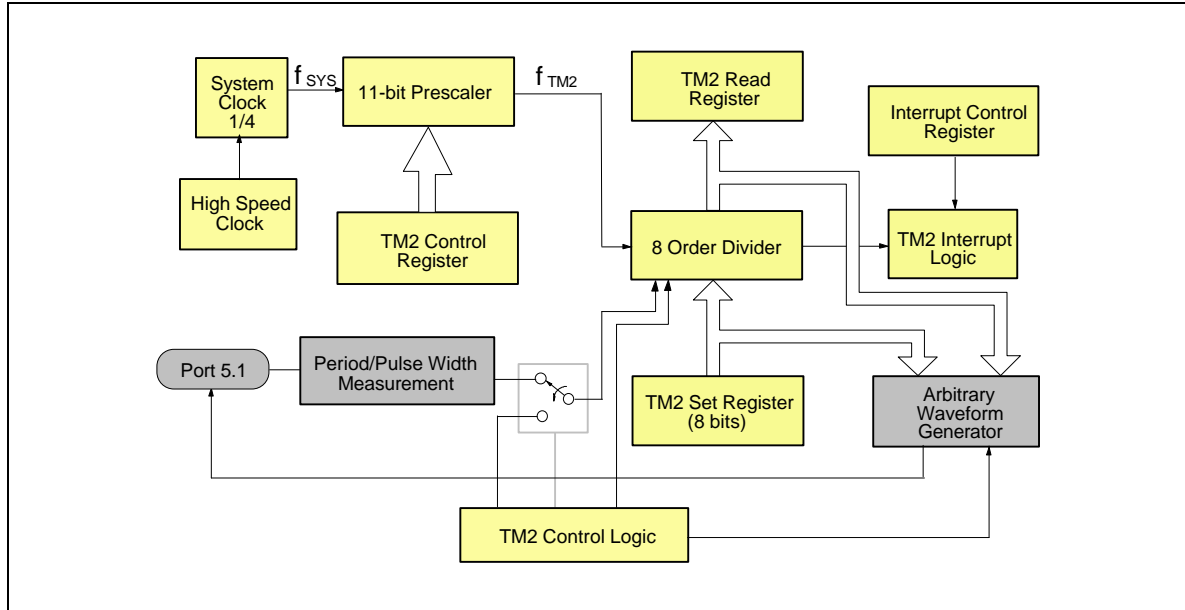 System
Clock
1/4
f SYS
11-bit Prescaler
f TM2
TM2 Read
Register
Interrupt Control
Register
High Speed
Clock
TM2 Control
Register
8 Order Divider
TM2 Interrupt
Logic
Port 5.1
Period/Pulse Width
Measurement
TM2 Set Register
(8 bits)
Arbitrary
Waveform
Generator
TM2 Control Logic